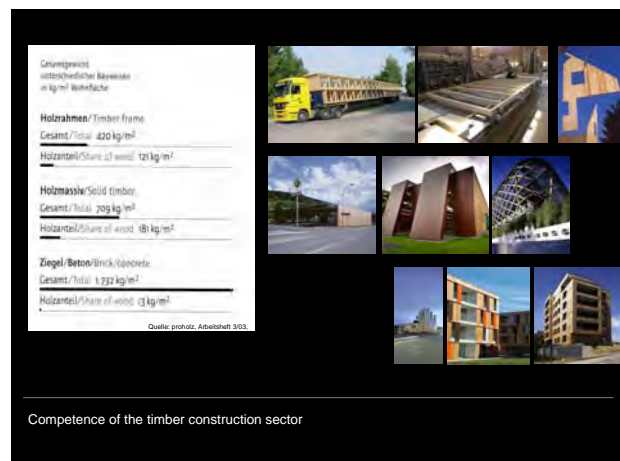 Gesamtgewicht
unterschiedlicher Bauweisen
in kg/m² Wohnfläche
Holzrahmen/Timber frame
Gesamt/Total 420 kg/m²
Holzanteil/Share of wood 121 kg/m²
Holzmassiv/Solid timber
Gesamt/Total 709 kg/m²
Holzanteil/Share of wood 181 kg/m²
Ziegel/Beton/Brick/concrete
Gesamt/Total 1.732 kg/m²
Holzanteil/Share of wood 13 kg/m²
Quelle: proholz, Arbeitsheft 3/03,
Competence of the timber construction sector